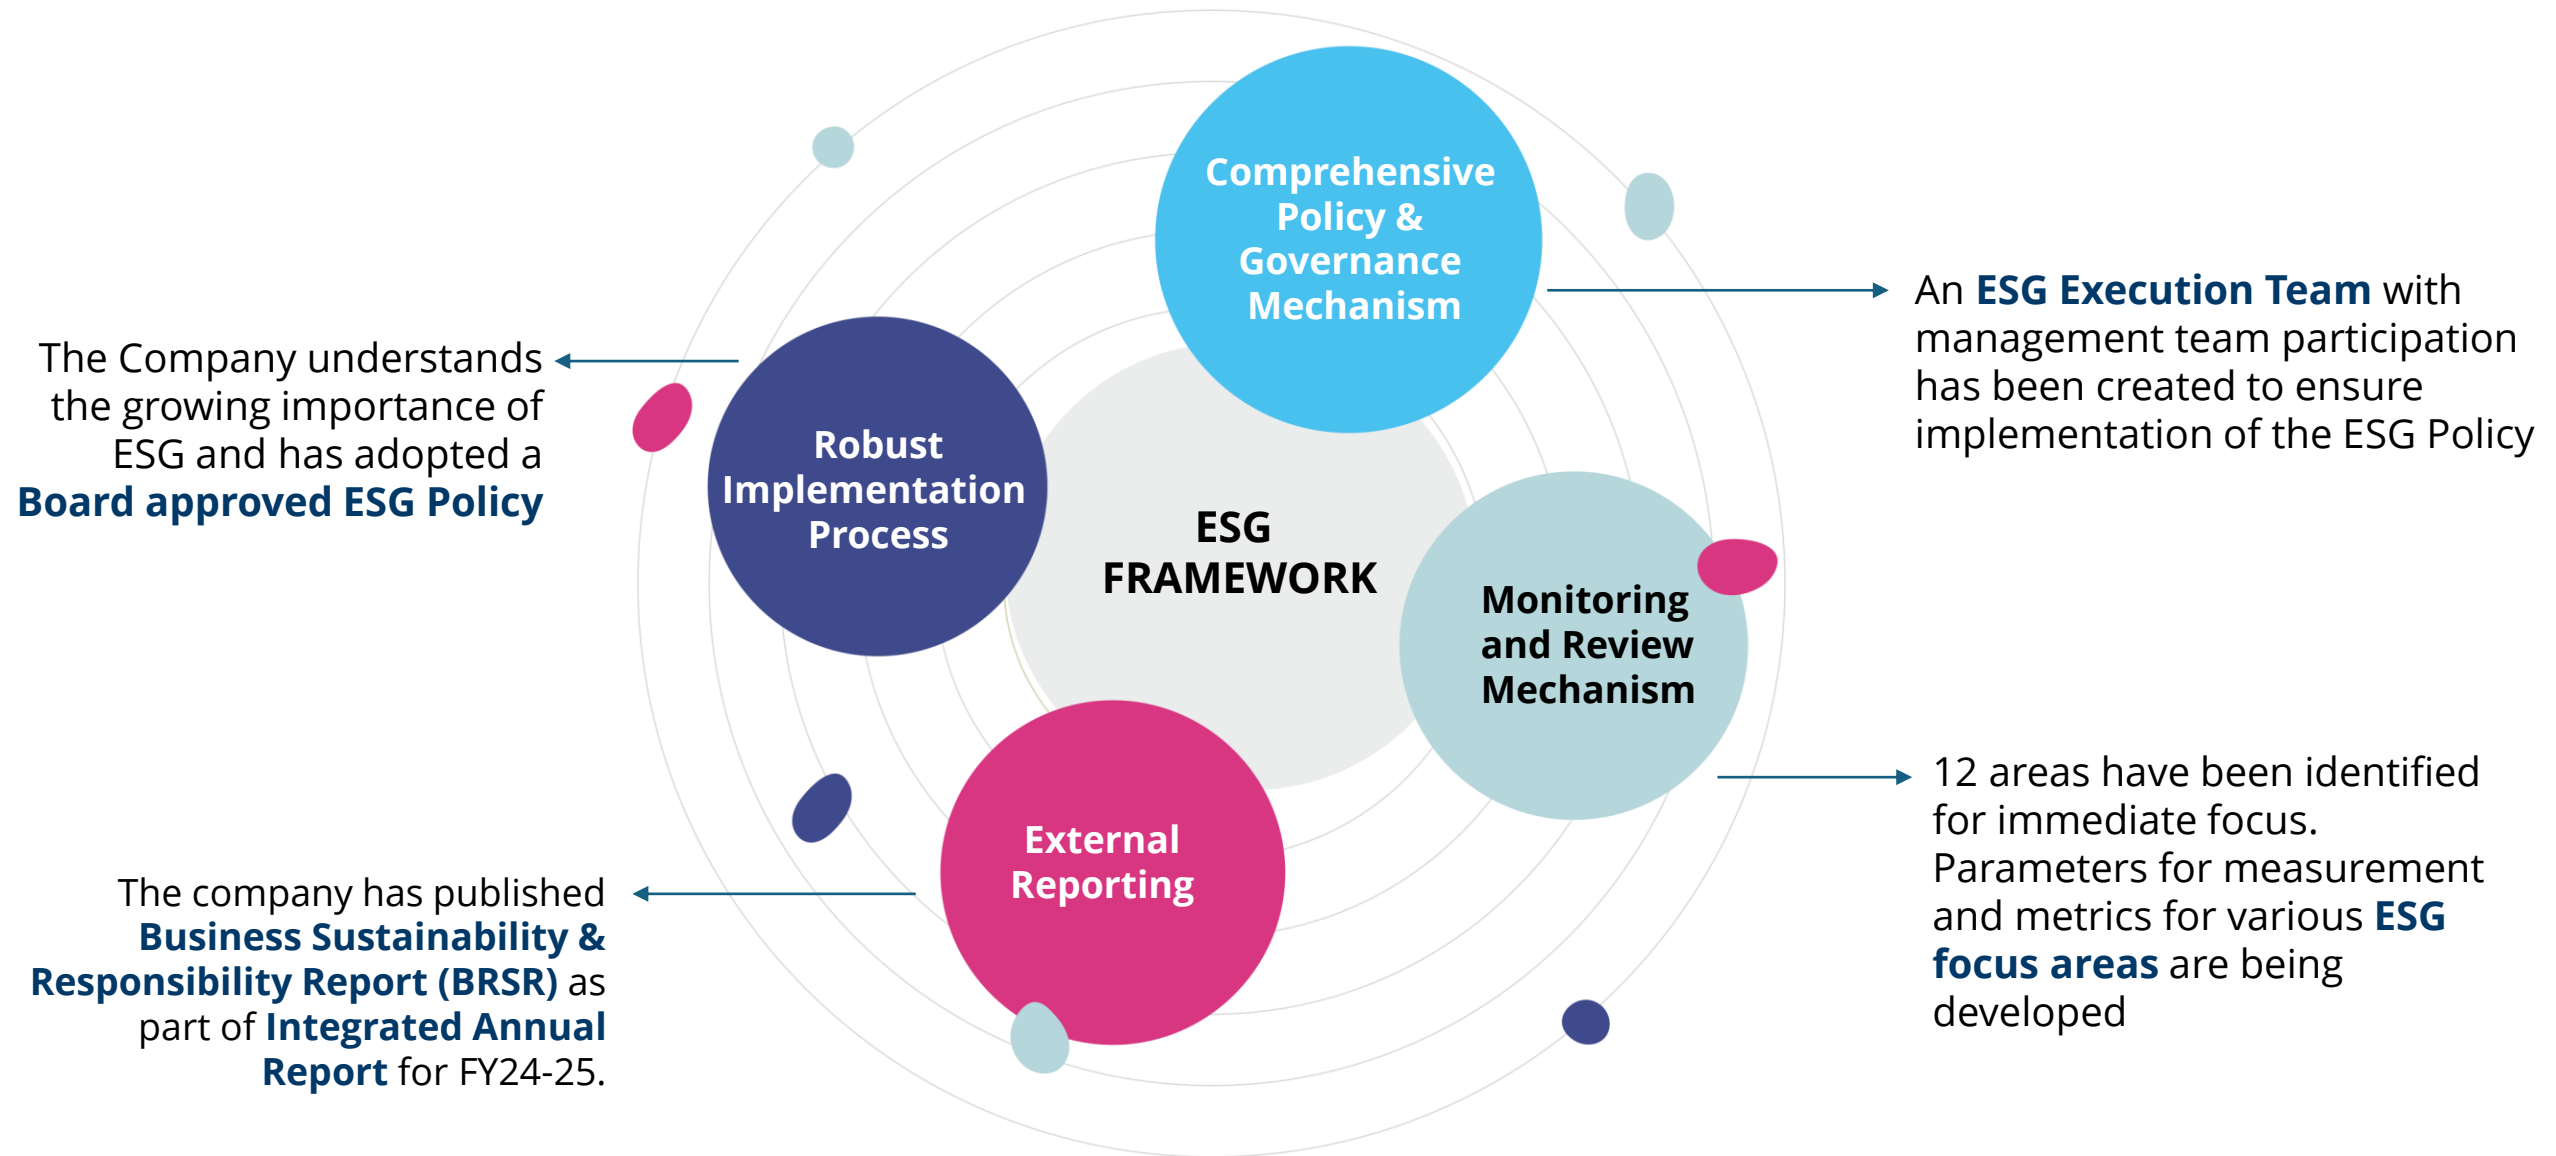 Comprehensive
Policy &
Governance
Mechanism
An ESG Execution Team with
management team participation
has been created to ensure
implementation of the ESG Policy
Robust
Implementation
Process
The Company understands
the growing importance of
ESG and has adopted a
Board approved ESG Policy
ESG
FRAMEWORK
Monitoring
and Review
Mechanism
12 areas have been identified
for immediate focus.
Parameters for measurement
and metrics for various ESG
focus areas are being
developed
External
Reporting
The company has published
Business Sustainability &
Responsibility Report (BRSR) as
part of Integrated Annual
Report for FY24-25.